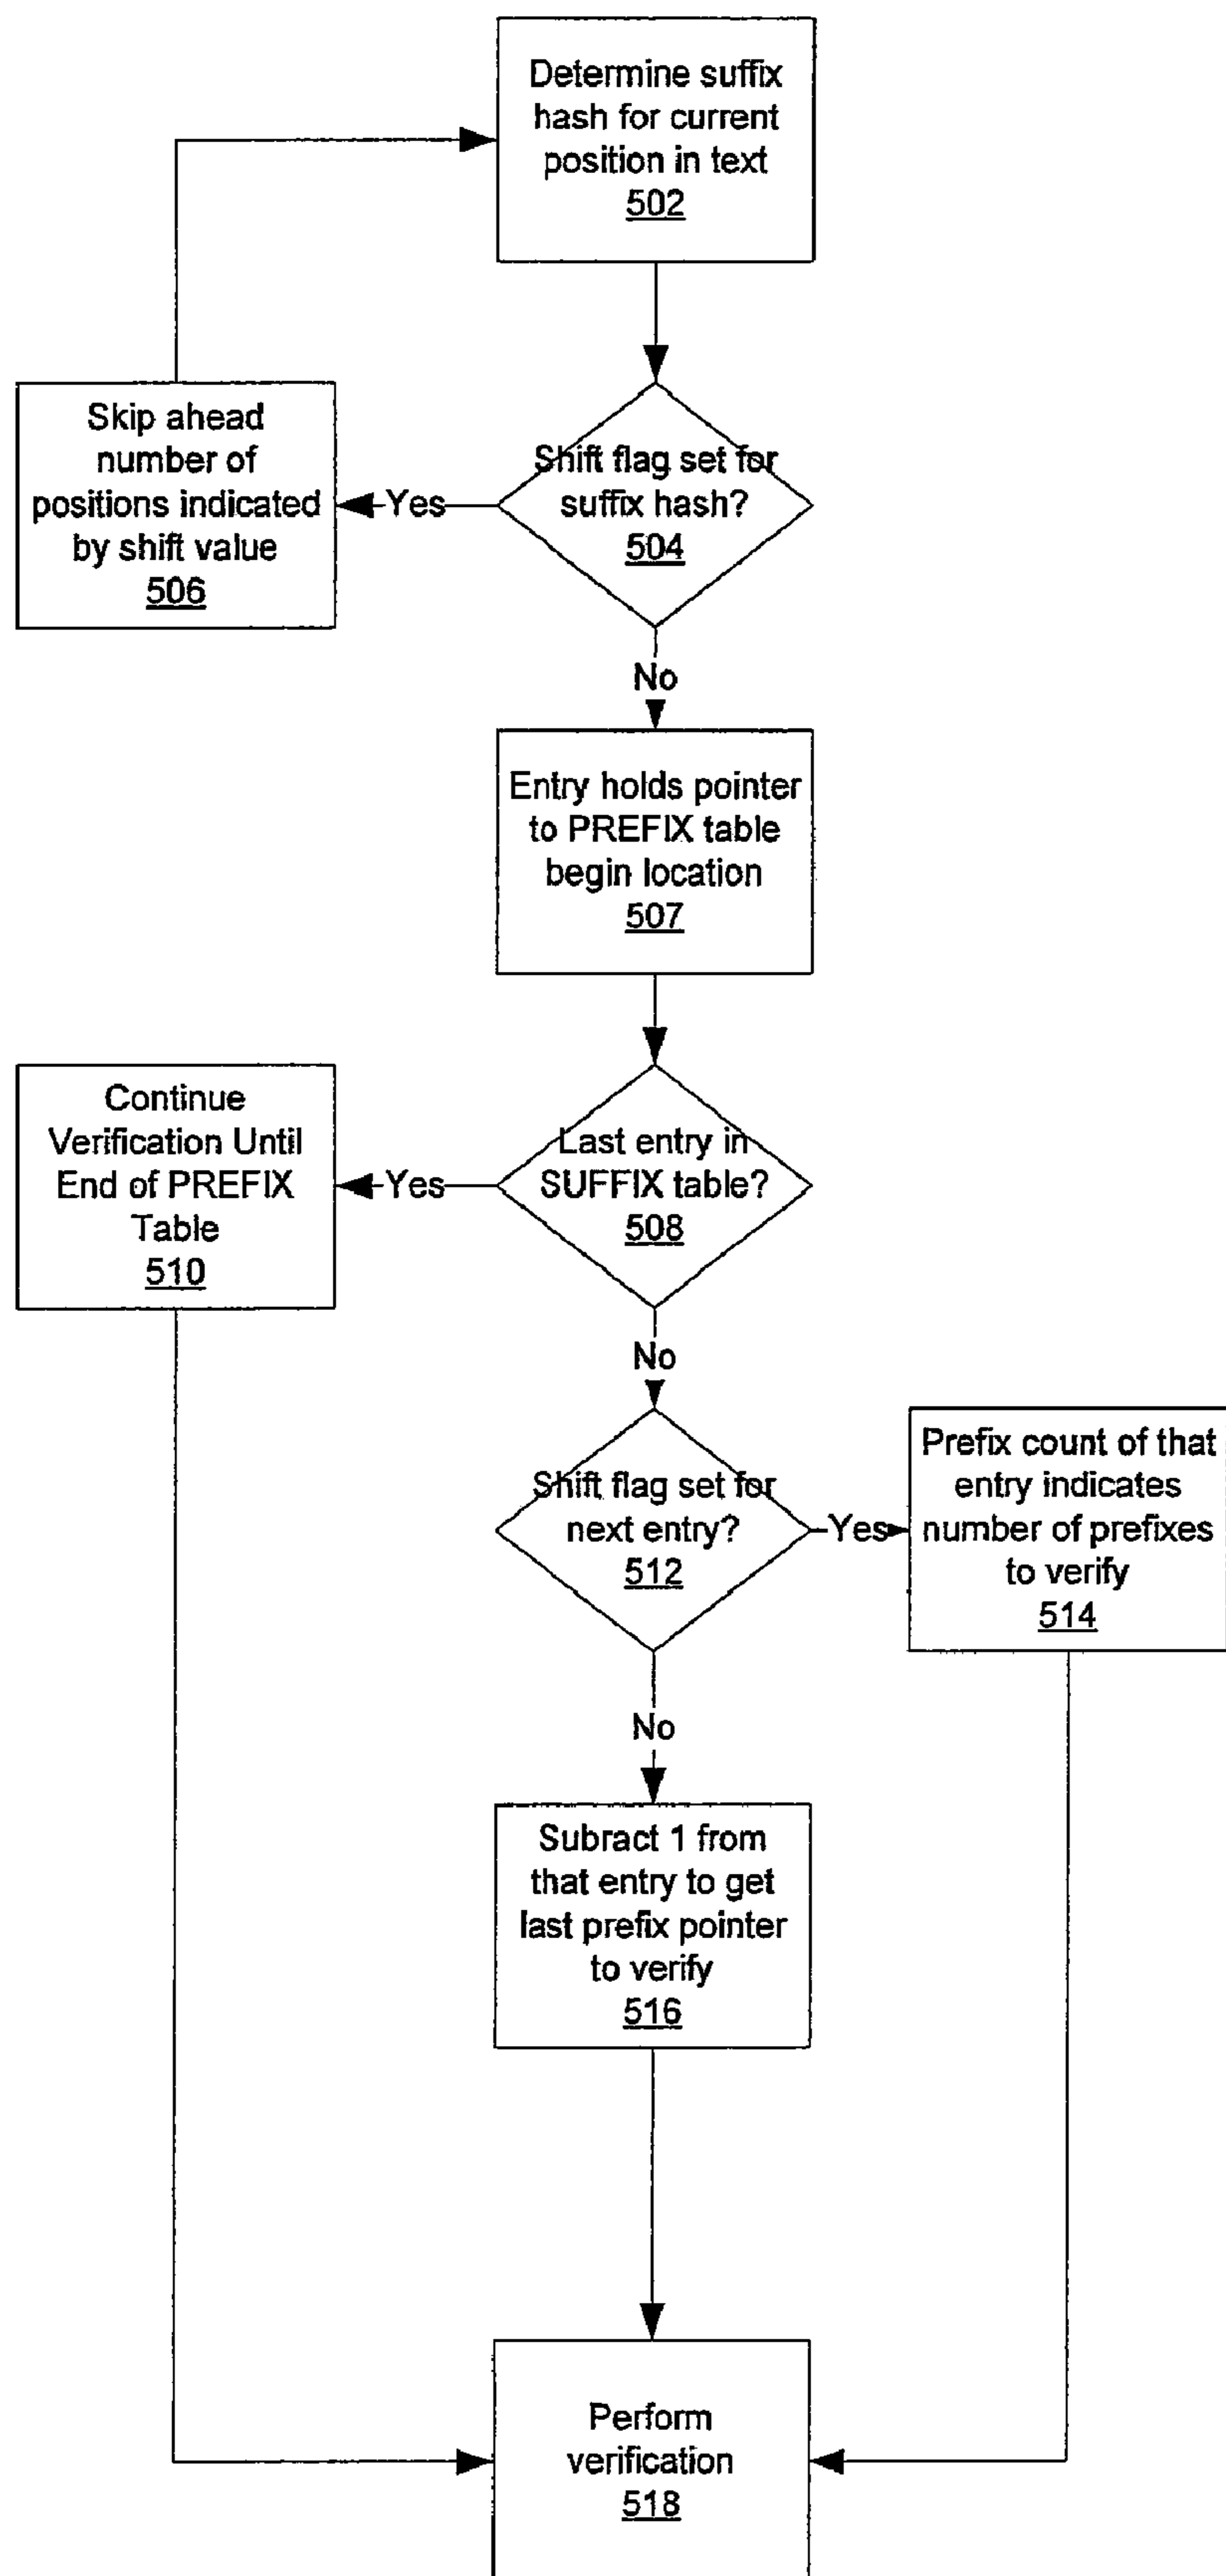 Determine suffix
hash for current
position in text
502
Skip ahead
number of
positions indicated
by shift value
506
Yes
Shift flag set for
suffix hash?
504
No
Entry holds pointer
to PREFIX table
begin location
507
Continue
Verification Until
End of PREFIX
Table
510
Yes
Last entry in
SUFFIX table?
508
No
Shift flag set for
next entry?
512
Yes
Prefix count of that
entry indicates
number of prefixes
to verify
514
No
Subract 1 from
that entry to get
last prefix pointer
to verify
516
Perform
verification
518